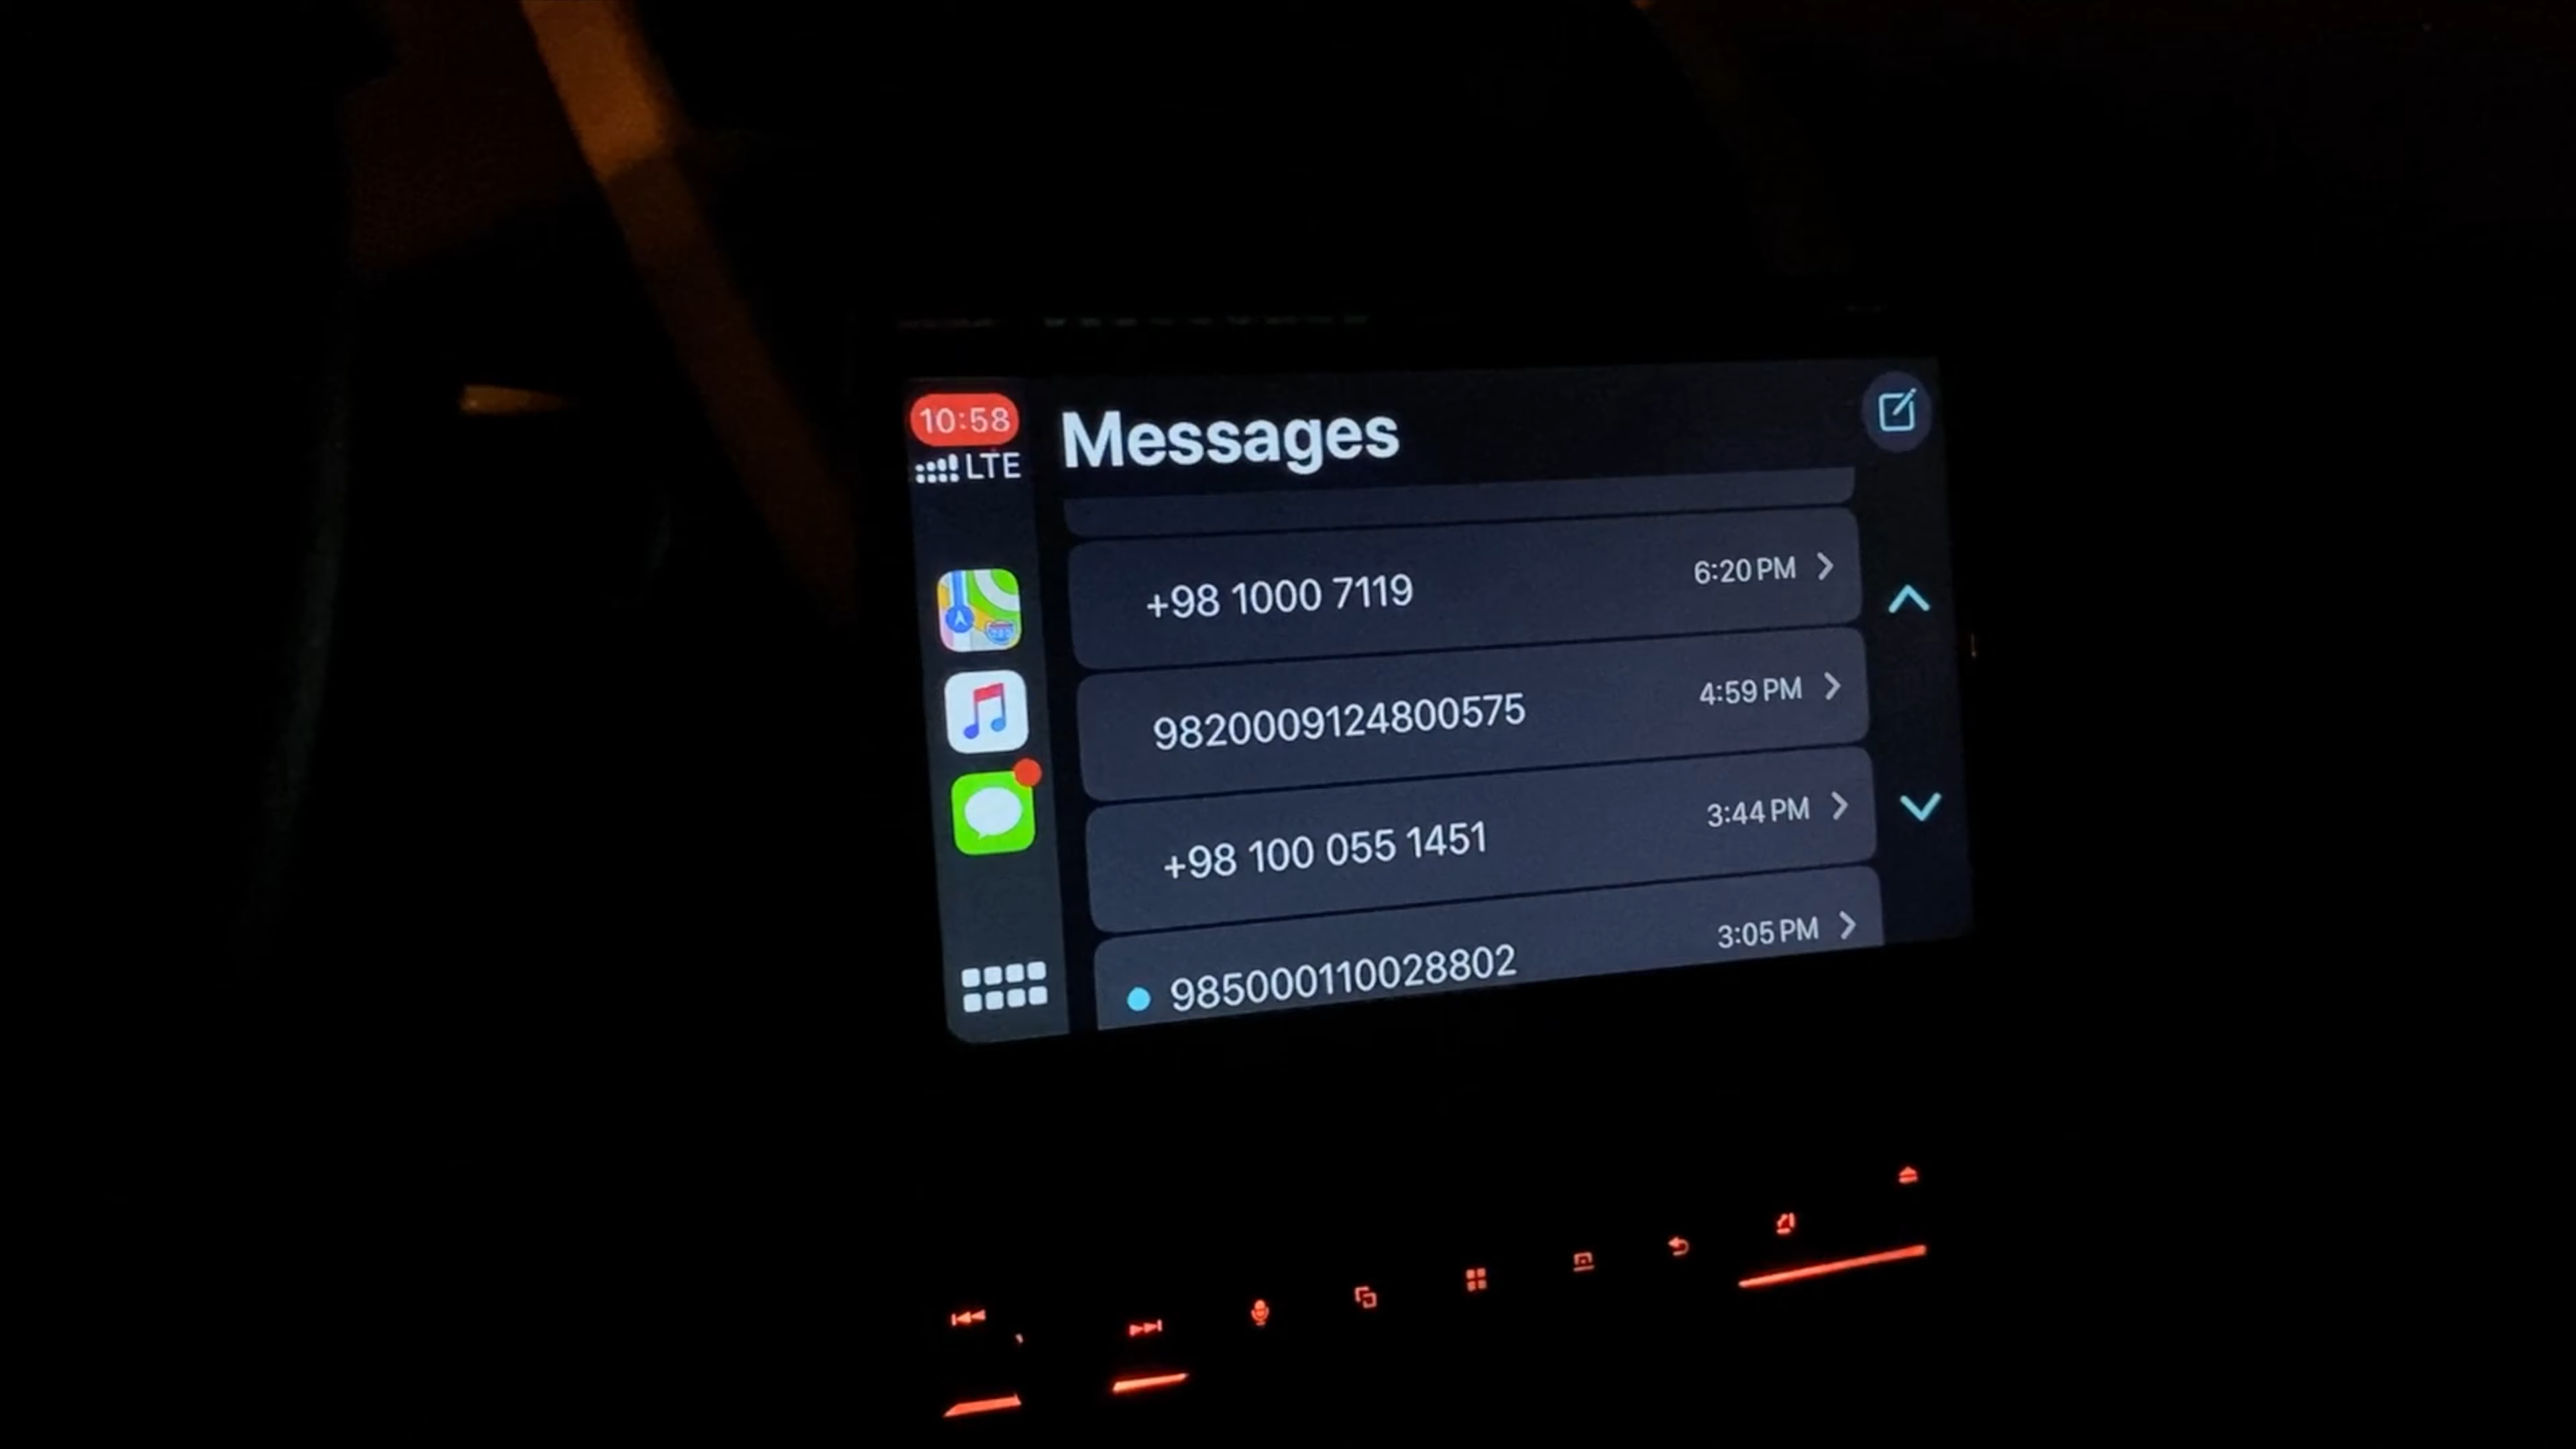 10:58
LTE
Messages
+98 1000 7119
6:20 PM
9820009124800575
4:59 PM
+98 100 055 1451
3:44 PM
985000110028802
3:05 PM